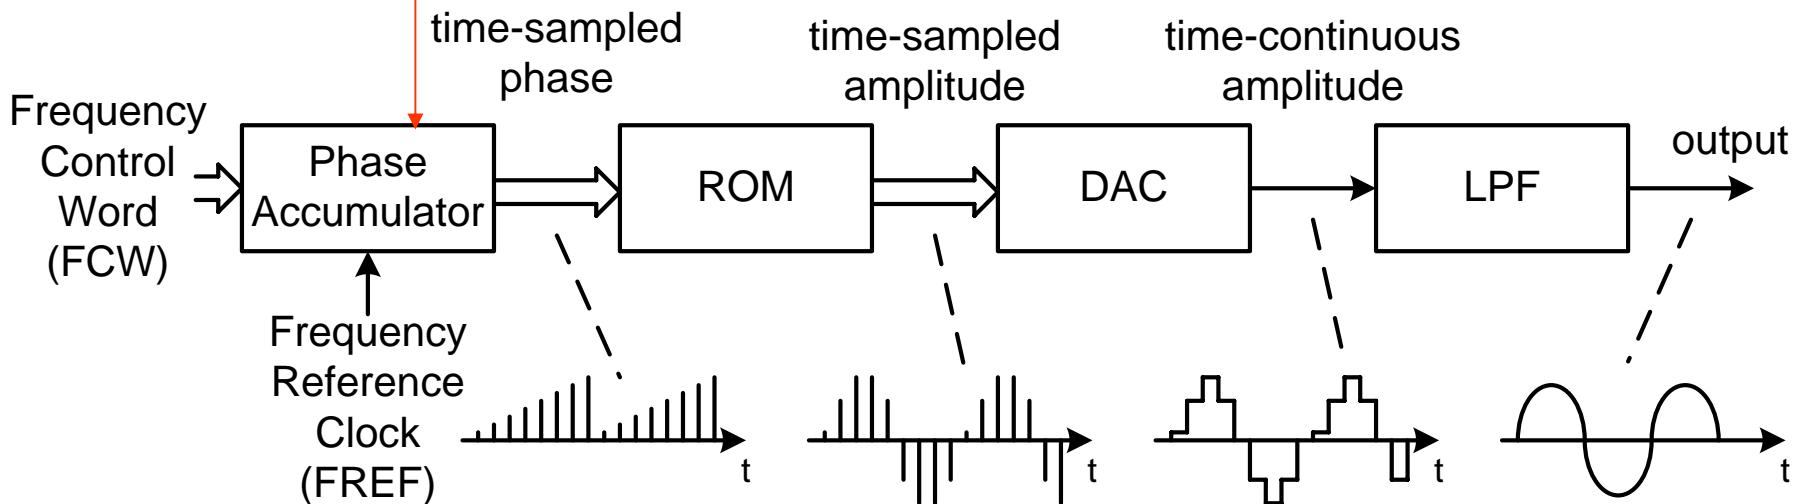 time-sampled
phase
time-sampled
amplitude
time-continuous
amplitude
Frequency
Control
Word
(FCW)
Phase
Accumulator
ROM
DAC
LPF
output
Frequency
Reference
Clock
(FREF)
t
t
t
t